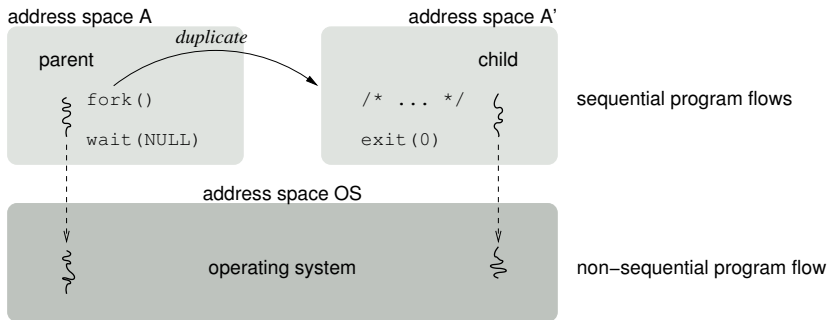 address space A
address space A'
duplicate
parent
child
fork()
/* ... */
sequential program flows
wait(NULL)
exit(0)
address space OS
operating system
non−sequential program flow